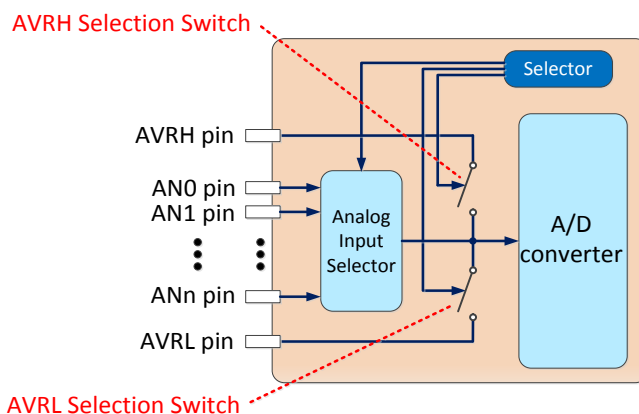 AVRH Selection Switch
Selector
AVRH pin
AN0 pin
AN1 pin
ANn pin
AVRL pin
Analog
Input
Selector
A/D
converter
AVRL Selection Switch